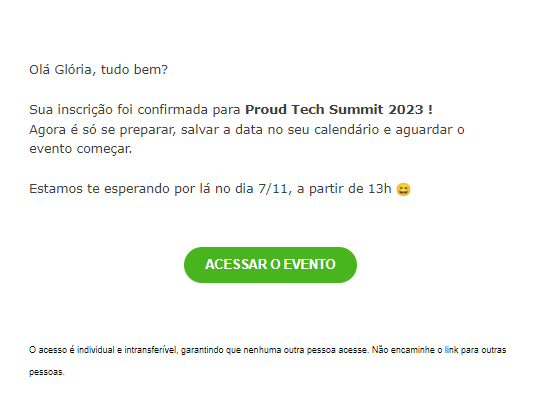 Olá Glória, tudo bem?
Sua inscrição foi confirmada para Proud Tech Summit 2023 !
Agora é só se preparar, salvar a data no seu calendário e aguardar o
evento começar.
Estamos te esperando por lá no dia 7/11, a partir de 13h 😄
ACESSAR O EVENTO
O acesso é individual e intransferível, garantindo que nenhuma outra pessoa acesse. Não encaminhe o link para outras
pessoas.